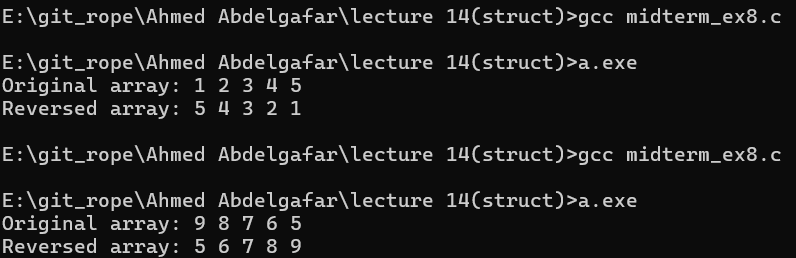 E:\git_rope\Ahmed Abdelgafar\lecture 14(struct)>gcc midterm_ex8.c
E:\git_rope\Ahmed Abdelgafar\lecture 14(struct)>a.exe
Original array: 1 2 3 4 5
Reversed array: 5 4 3 2 1
E:\git_rope\Ahmed Abdelgafar\lecture 14(struct)>gcc midterm_ex8.c
E:\git_rope\Ahmed Abdelgafar\lecture 14(struct)>a.exe
Original array: 9 8 7 6 5
Reversed array: 5 6 7 8 9